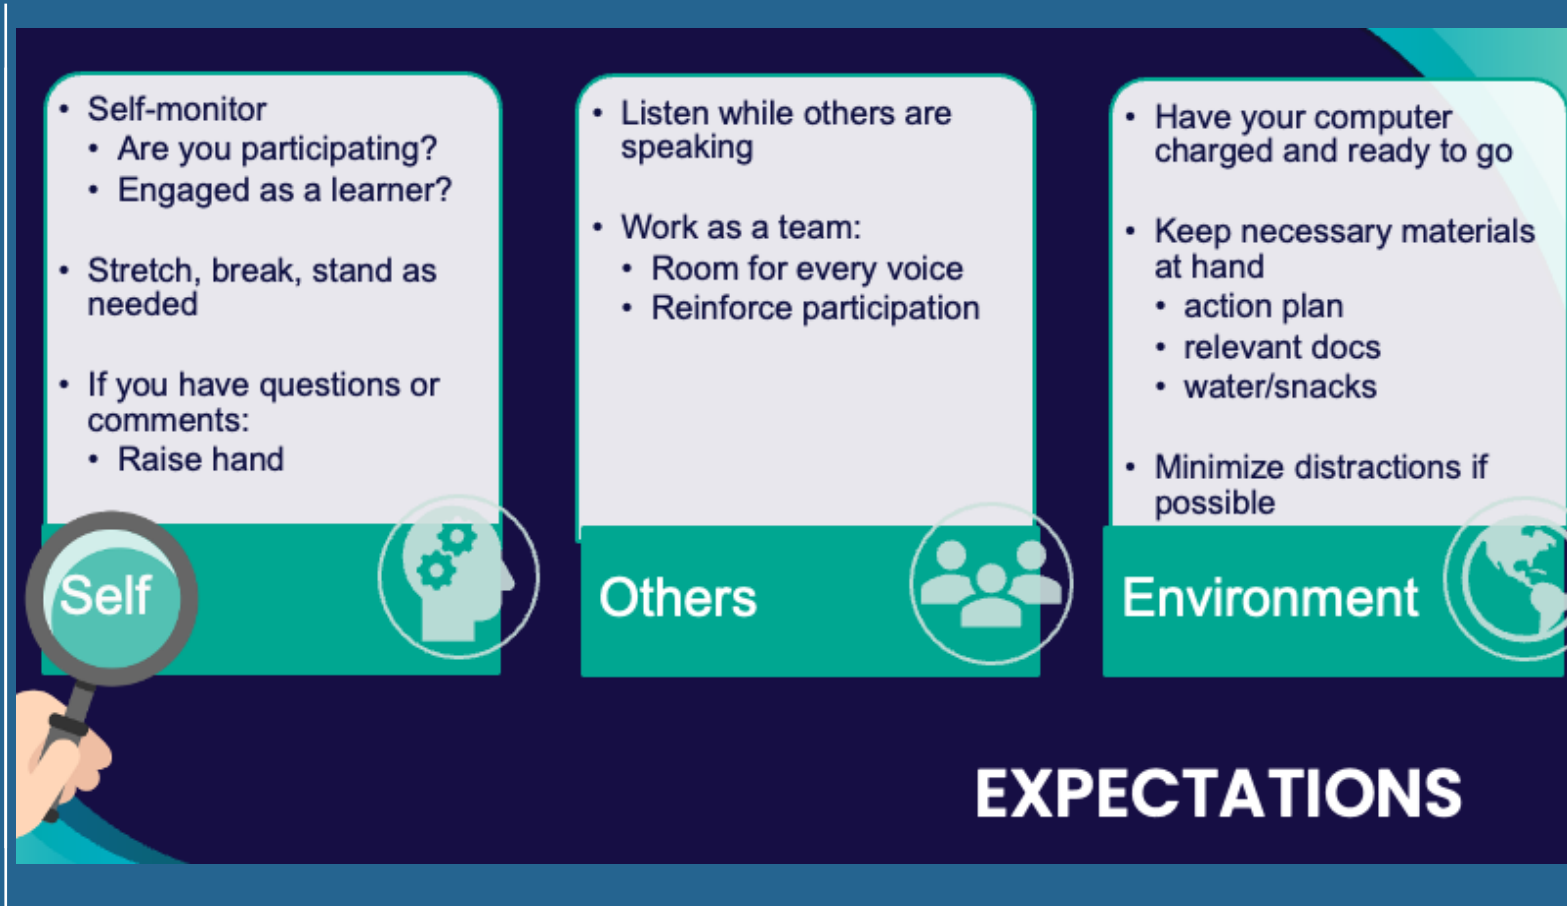 • Self-monitor
• Are you participating?
• Engaged as a learner?
• Stretch, break, stand as
needed
• If you have questions or
comments:
• Raise hand
Self
• Listen while others are
speaking
• Work as a team:
• Room for every voice
• Reinforce participation
Others
• Have your computer
charged and ready to go
• Keep necessary materials
at hand
• action plan
• relevant docs
• water/snacks
• Minimize distractions if
possible
Environment
EXPECTATIONS